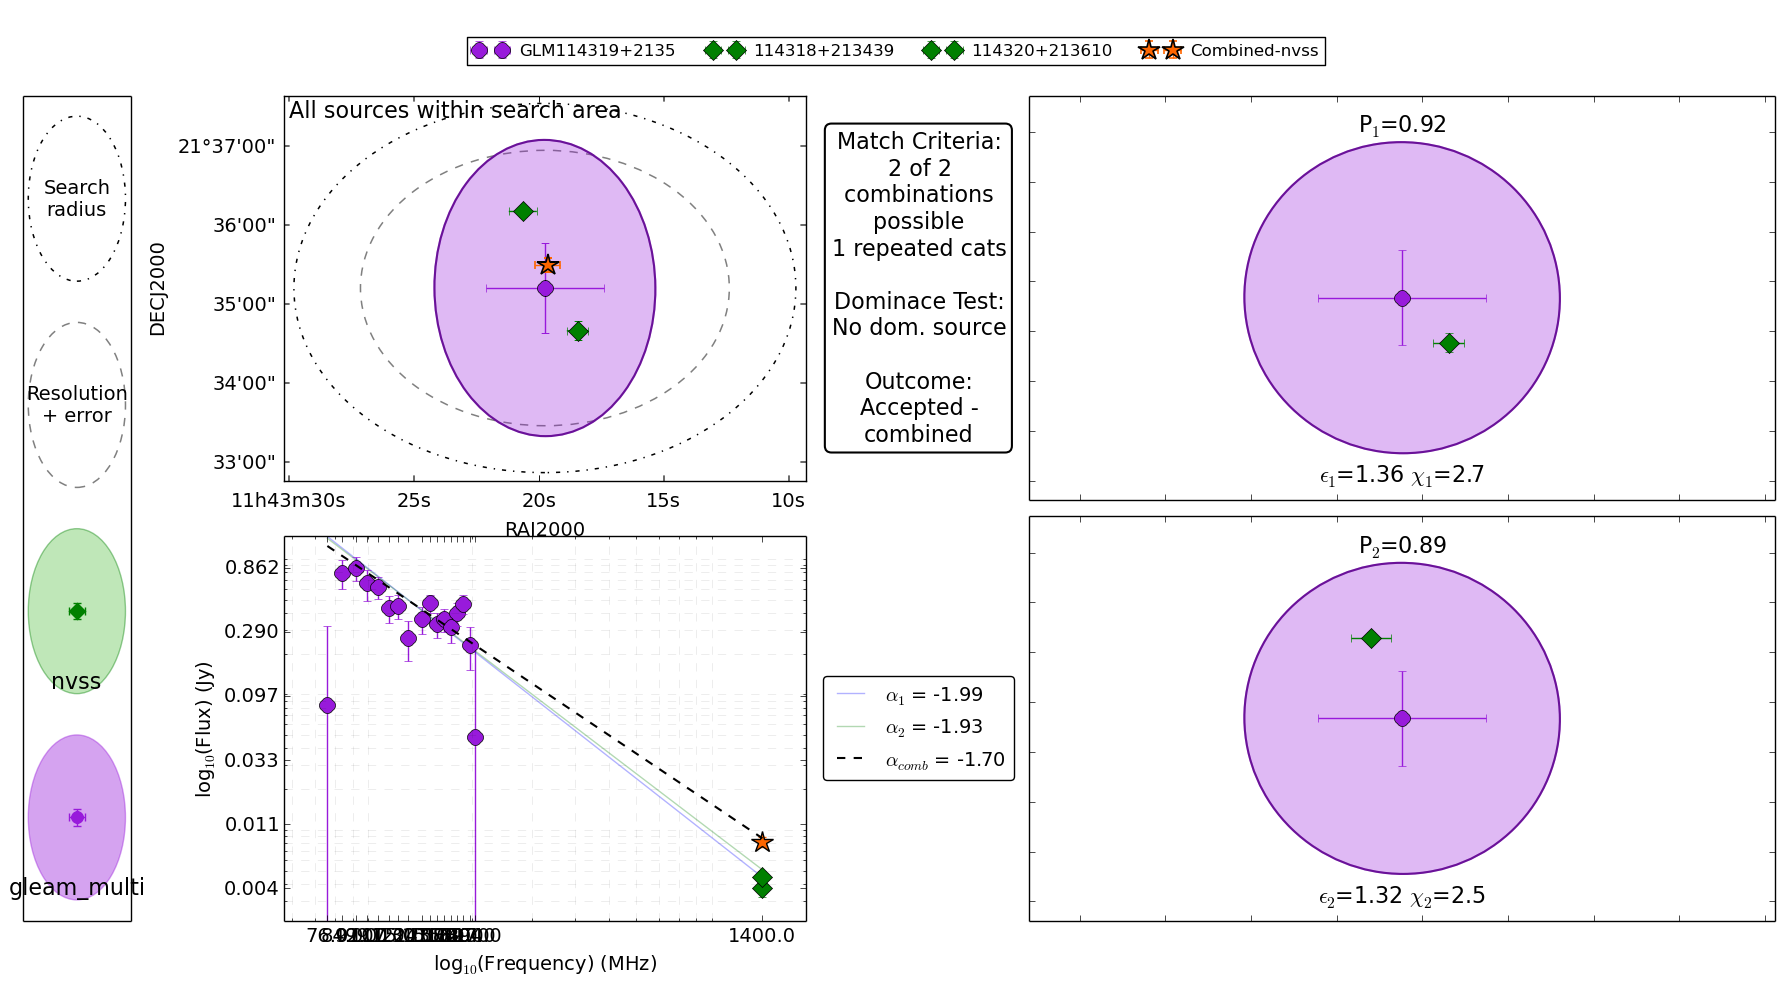 GLM114319+2135 114318+213439 114320+213610 Combined-nvss
Search
radius
Resolution
+ error
nvss
gleam_multi
All sources within search area
DECJ2000
21°37'00"
36'00"
35'00"
34'00"
33'00"
11h43m30s 25s 20s 15s 10s
RAJ2000
Match Criteria:
2 of 2
combinations
possible
1 repeated cats
Dominace Test:
No dom. source
Outcome:
Accepted -
combined
P₁=0.92
ϵ₁=1.36 χ₁=2.7
P₂=0.89
ϵ₂=1.32 χ₂=2.5
log₁₀(Flux) (Jy)
0.862
0.290
0.097
0.033
0.011
0.004
1400.0
log₁₀(Frequency) (MHz)
α₁ = -1.99
α₂ = -1.93
α_comb = -1.70